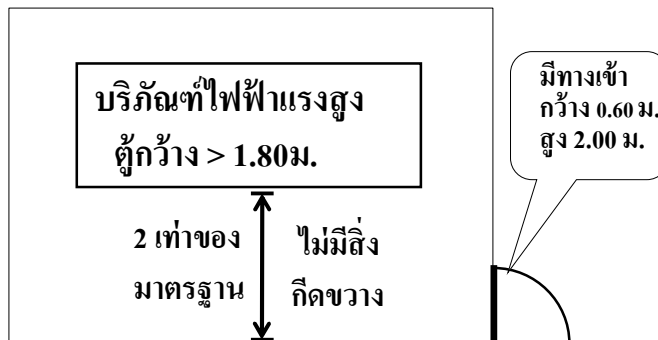 บริภัณฑ์ไฟฟ้าแรงสูง
ตู้กว้าง > 1.80ม.
มีทางเข้า
กว้าง 0.60 ม.
สูง 2.00 ม.
2 เท่าของ
มาตรฐาน
ไม่มีสิ่ง
กีดขวาง